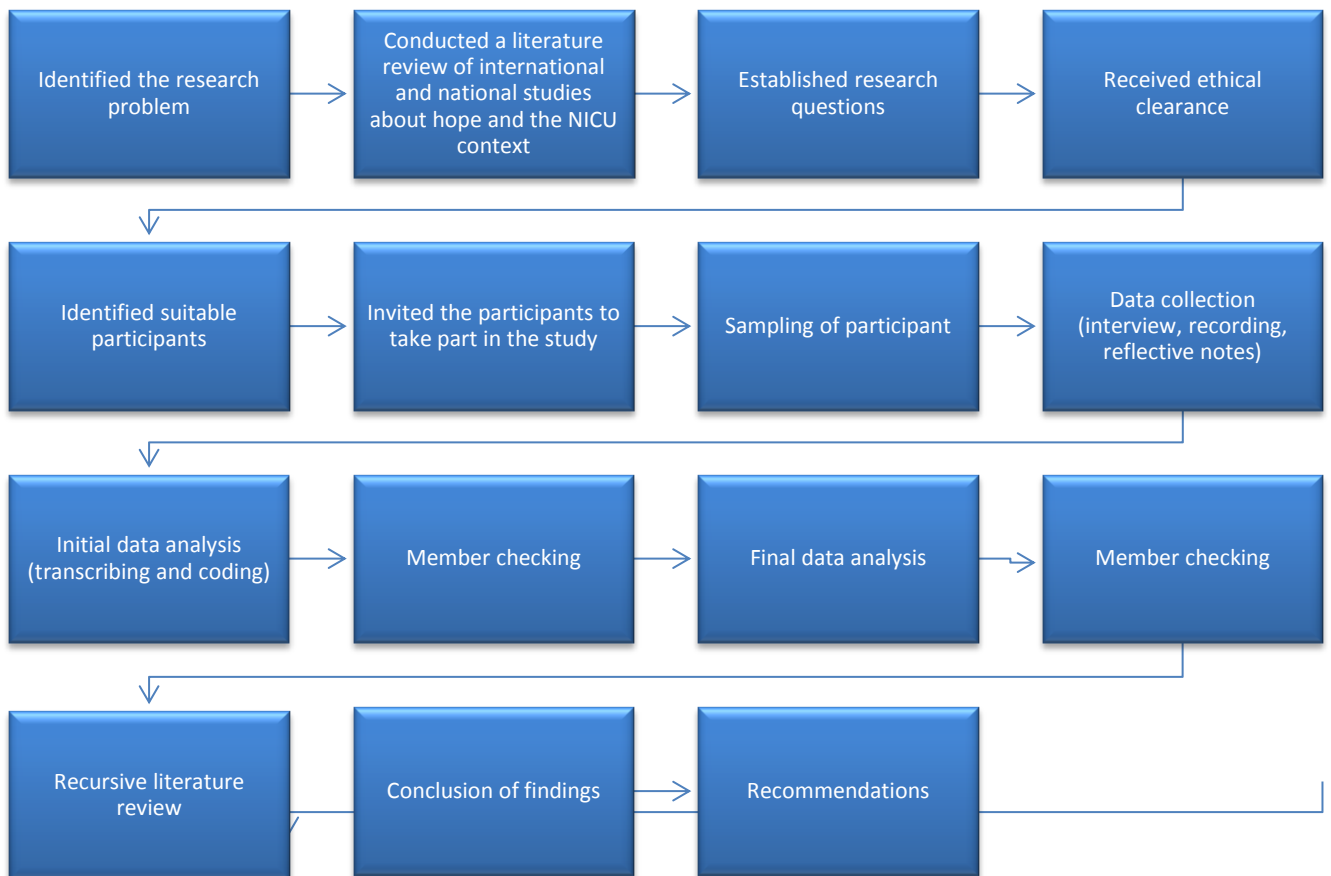 Identified the research
problem
Conducted a literature
review of international
and national studies
about hope and the NICU
context
Established research
questions
Received ethical
clearance
Identified suitable
participants
Invited the participants to
take part in the study
Sampling of participant
Data collection
(interview, recording,
reflective notes)
Initial data analysis
(transcribing and coding)
Member checking
Final data analysis
Member checking
Recursive literature
review
Conclusion of findings
Recommendations